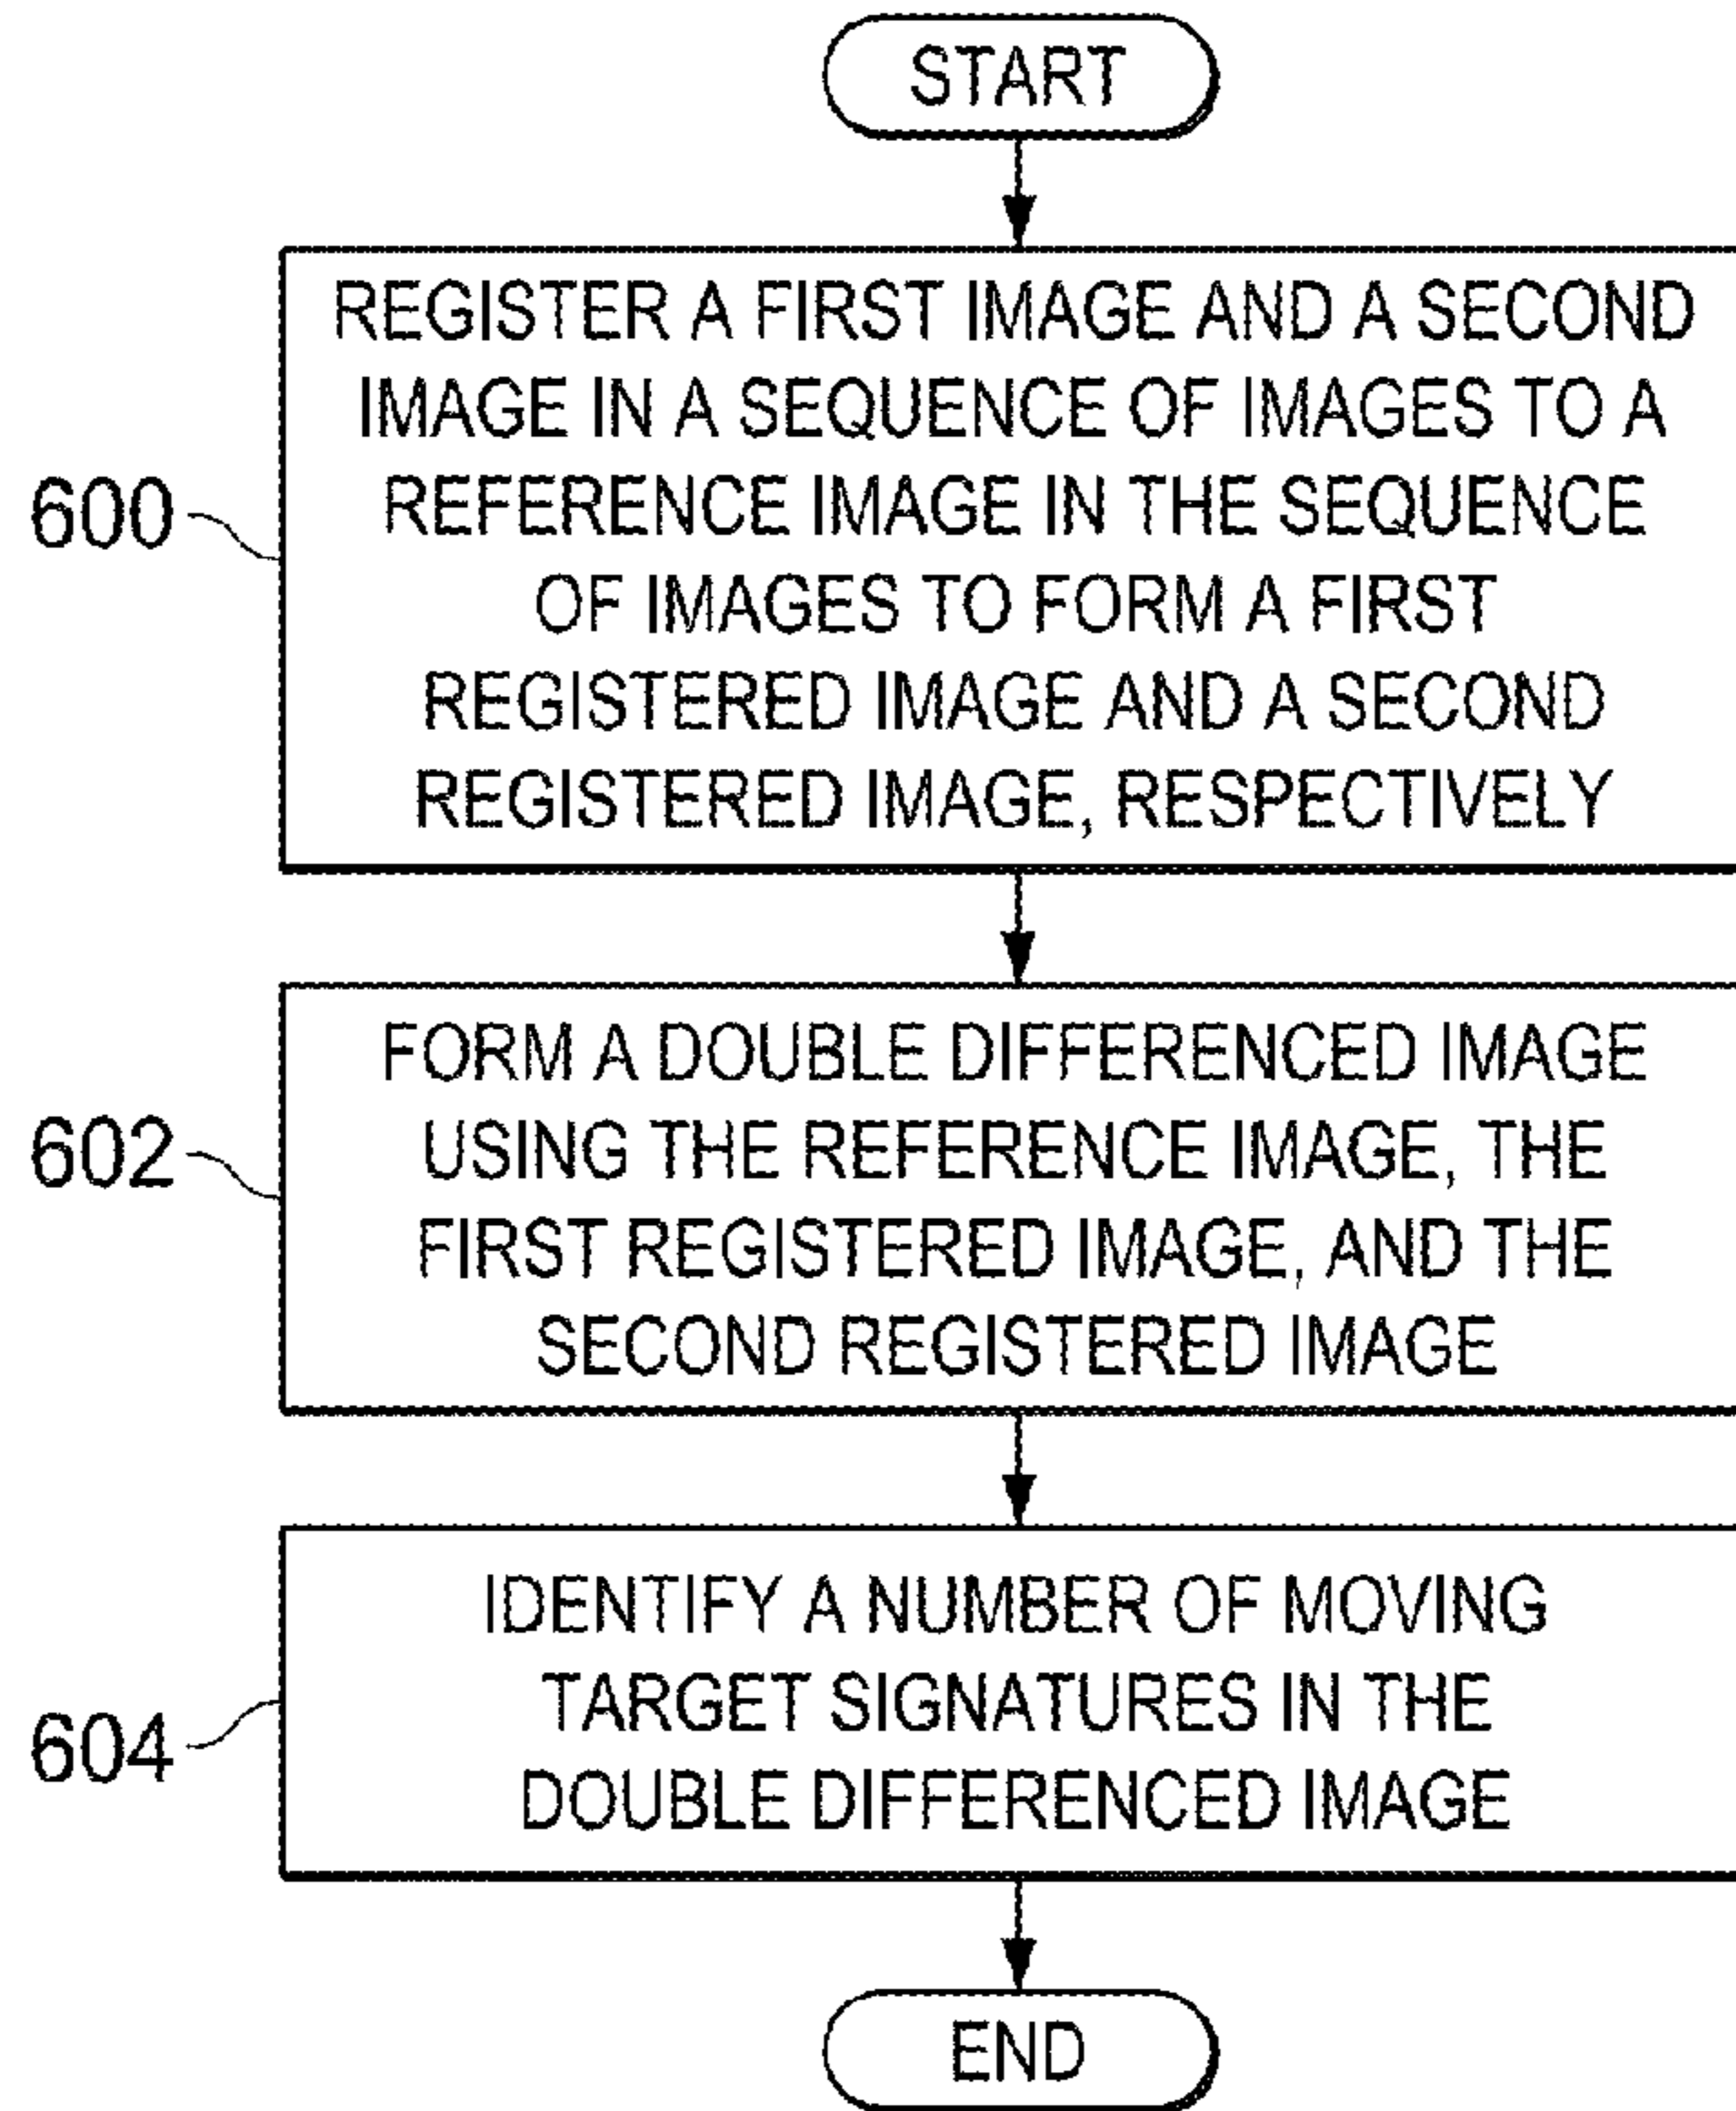 START
600
REGISTER A FIRST IMAGE AND A SECOND
IMAGE IN A SEQUENCE OF IMAGES TO A
REFERENCE IMAGE IN THE SEQUENCE
OF IMAGES TO FORM A FIRST
REGISTERED IMAGE AND A SECOND
REGISTERED IMAGE, RESPECTIVELY
602
FORM A DOUBLE DIFFERENCED IMAGE
USING THE REFERENCE IMAGE, THE
FIRST REGISTERED IMAGE, AND THE
SECOND REGISTERED IMAGE
604
IDENTIFY A NUMBER OF MOVING
TARGET SIGNATURES IN THE
DOUBLE DIFFERENCED IMAGE
END